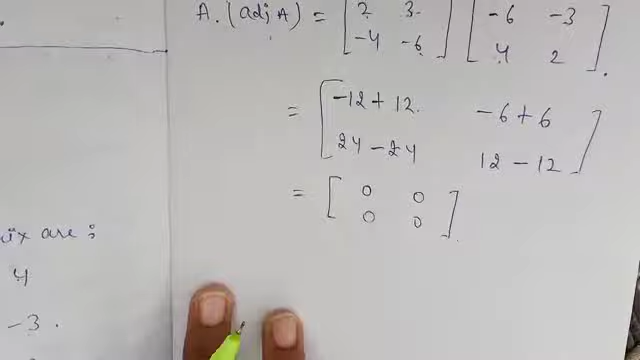 A. (adj A) = [ 2 3 -4 -6 ] [ -6 -3 4 2 ].
= [ -12 + 12 -6 + 6
24 - 24 12 - 12 ]
= [ 0 0
0 0 ]
ix are :
4
-3.